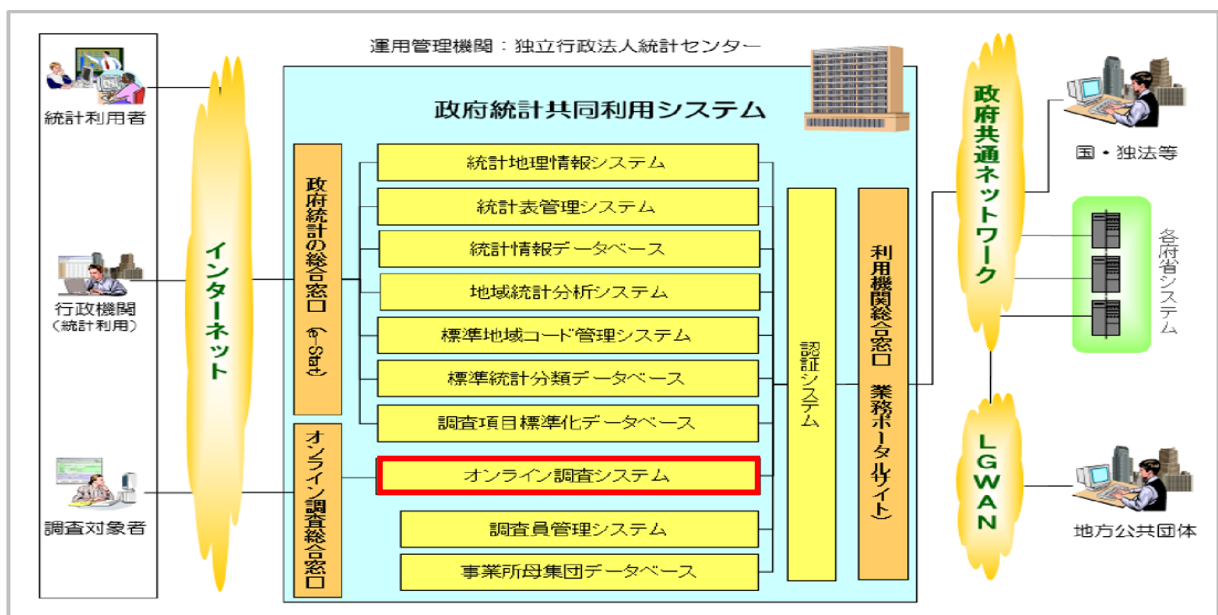 運用管理機関：独立行政法人統計センター
政府統計共同利用システム
統計利用者
行政機関
（統計利用）
調査対象者
インターネット
政府統計の総合窓口（e-Stat）
オンライン調査総合窓口
統計地理情報システム
統計表管理システム
統計情報データベース
地域統計分析システム
標準地域コード管理システム
標準統計分類データベース
調査項目標準化データベース
オンライン調査システム
調査員管理システム
事業所母集団データベース
認証システム
利用機関総合窓口（業務ポータルサイト）
政府共通ネットワーク
LGWAN
国・独法等
各府省システム
地方公共団体